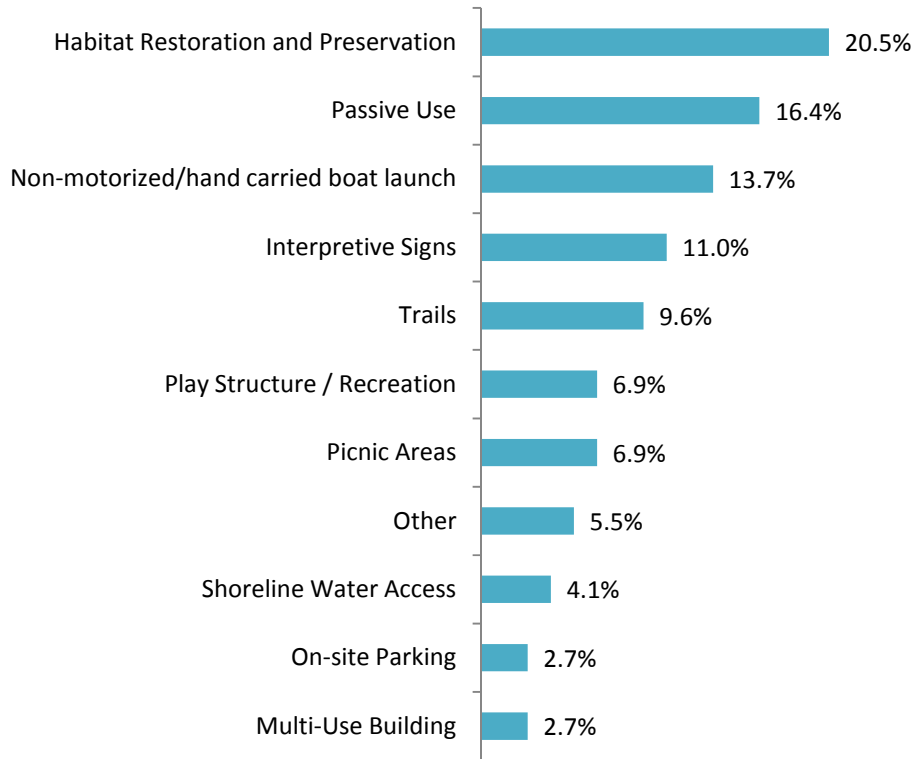 Habitat Restoration and Preservation 20.5%
Passive Use 16.4%
Non-motorized/hand carried boat launch 13.7%
Interpretive Signs 11.0%
Trails 9.6%
Play Structure / Recreation 6.9%
Picnic Areas 6.9%
Other 5.5%
Shoreline Water Access 4.1%
On-site Parking 2.7%
Multi-Use Building 2.7%